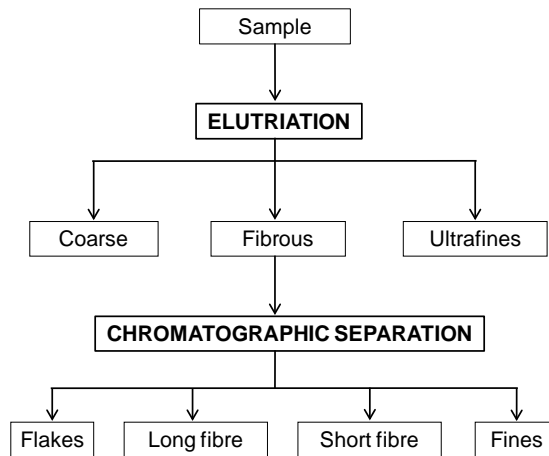 Sample
ELUTRIATION
Coarse
Fibrous
Ultrafines
CHROMATOGRAPHIC SEPARATION
Flakes
Long fibre
Short fibre
Fines